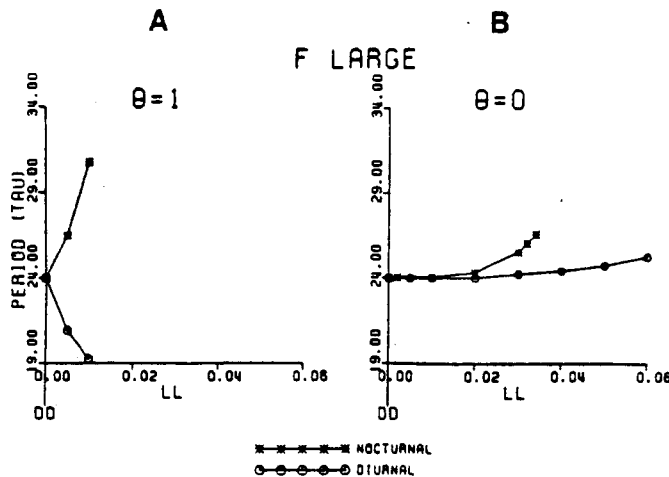 A
B
F LARGE
θ=1
θ=0
PERIOD (TAU)
34.00
29.00
24.00
19.00
0.00
0.02
0.04
0.06
LL
DD
34.00
29.00
24.00
19.00
0.00
0.02
0.04
0.06
LL
DD
NOCTURNAL
DIURNAL